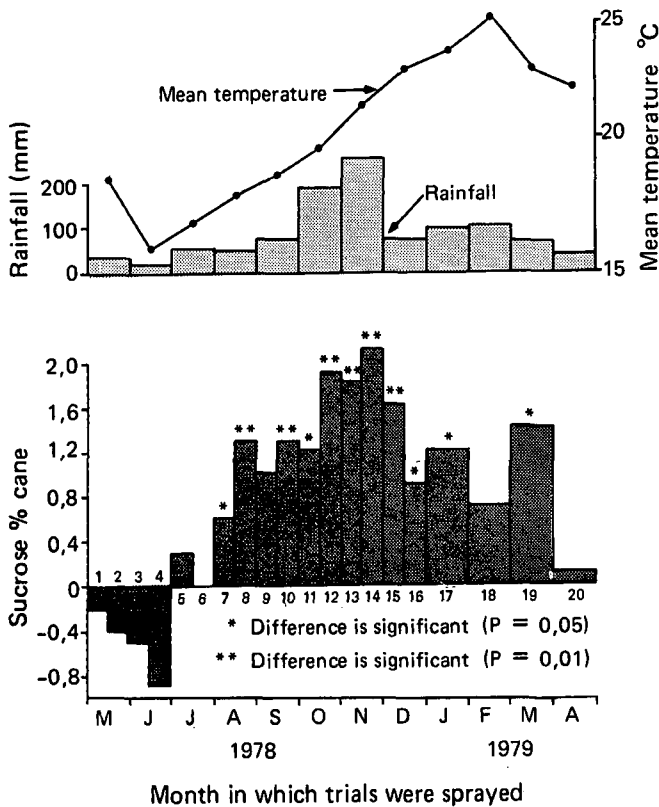 25
°C
Mean temperature
20
15
Mean temperature
Rainfall
Rainfall (mm)
200
100
0
2,0
1,6
1,2
0,8
0,4
0
−0,4
−0,8
Sucrose % cane
** ** ** ** ** ** * * * * *
1 2 3 4 5 6 7 8 9 10 11 12 13 14 15 16 17 18 19 20
* Difference is significant (P = 0,05)
** Difference is significant (P = 0,01)
M J J A S O N D J F M A
1978 1979
Month in which trials were sprayed